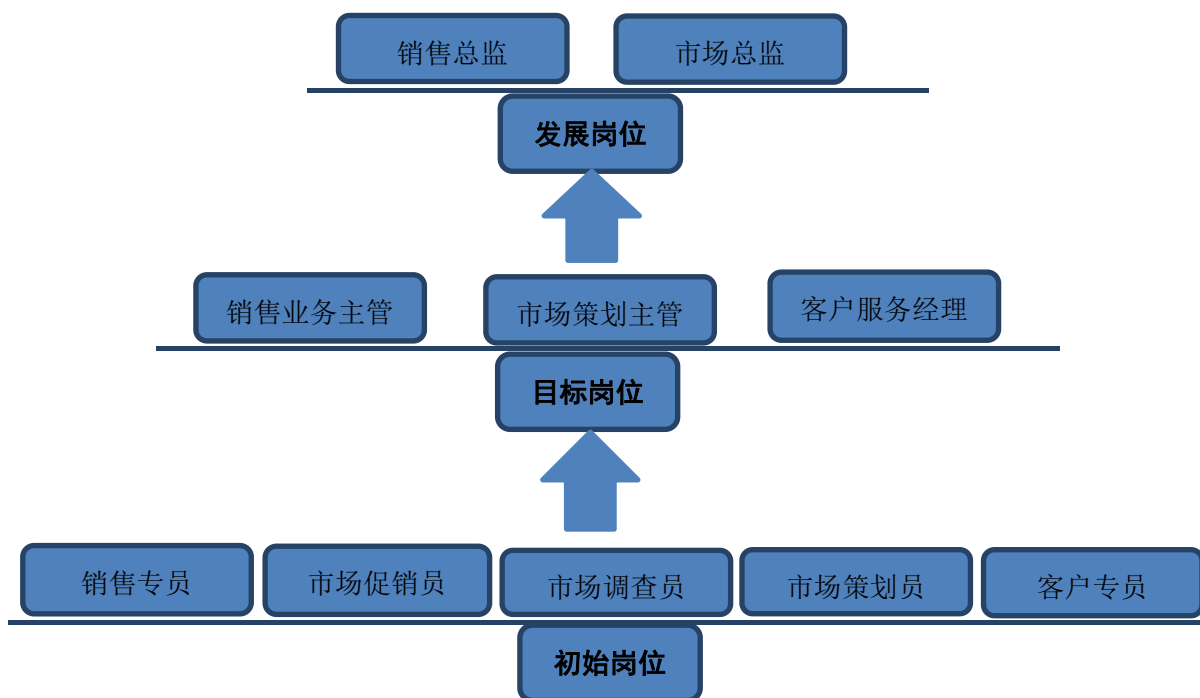 销售总监
市场总监
发展岗位
销售业务主管
市场策划主管
客户服务经理
目标岗位
销售专员
市场促销员
市场调查员
市场策划员
客户专员
初始岗位